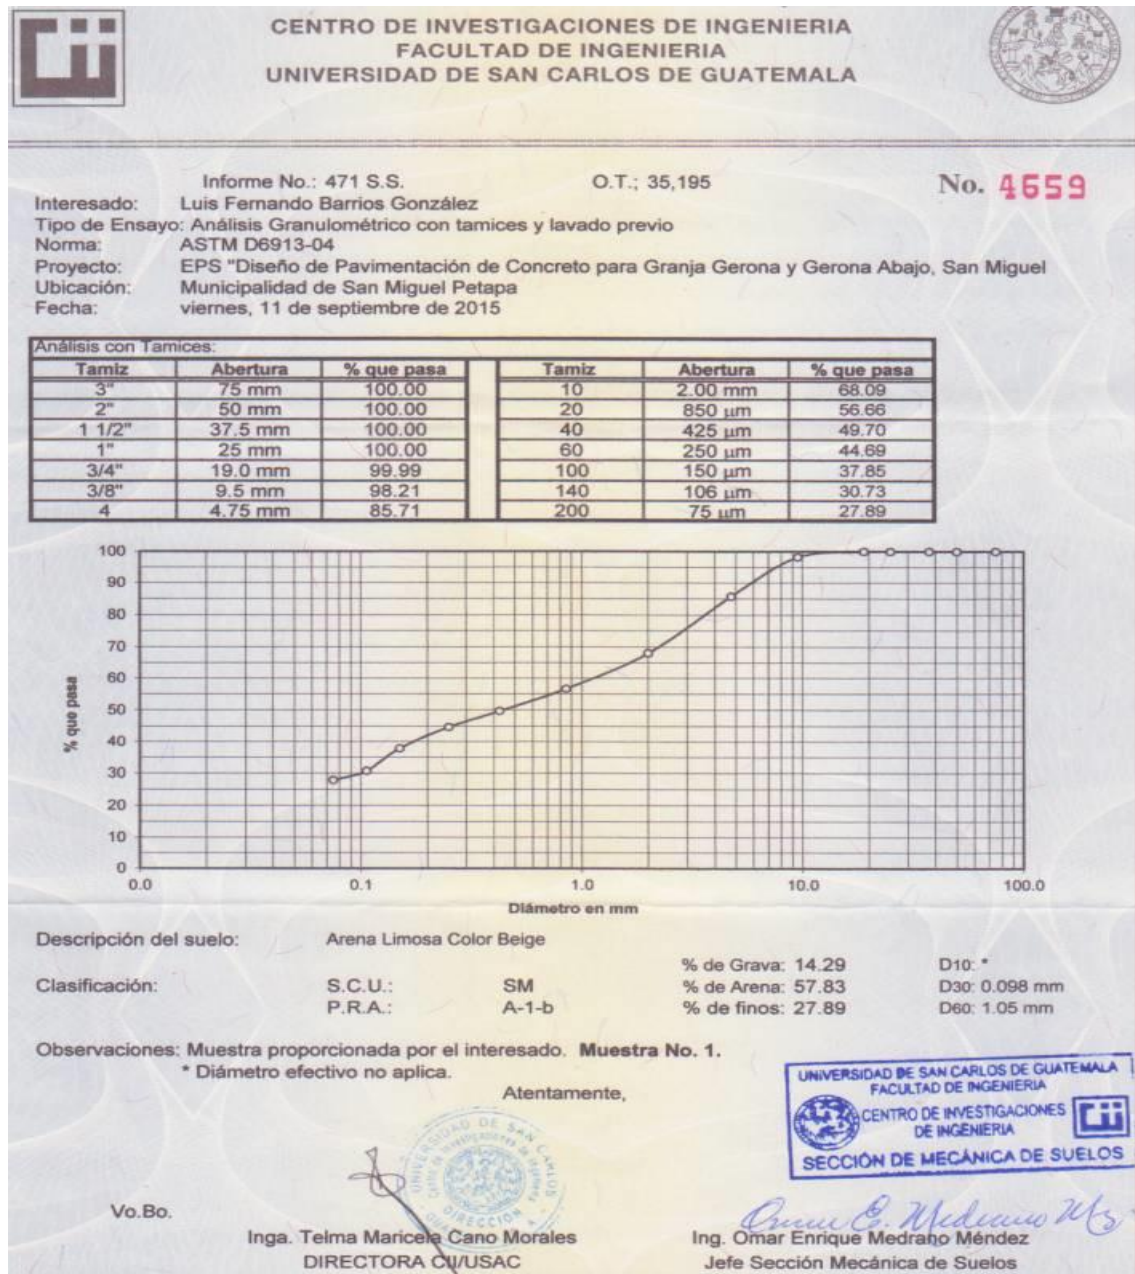 CENTRO DE INVESTIGACIONES DE INGENIERIA
FACULTAD DE INGENIERIA
UNIVERSIDAD DE SAN CARLOS DE GUATEMALA
Informe No.: 471 S.S. O.T.; 35,195 No. 4659
Interesado: Luis Fernando Barrios González
Tipo de Ensayo: Análisis Granulométrico con tamices y lavado previo
Norma: ASTM D6913-04
Proyecto: EPS "Diseño de Pavimentación de Concreto para Granja Gerona y Gerona Abajo, San Miguel
Ubicación: Municipalidad de San Miguel Petapa
Fecha: viernes, 11 de septiembre de 2015
Análisis con Tamices:
Tamiz Abertura % que pasa Tamiz Abertura % que pasa
3" 75 mm 100.00 10 2.00 mm 68.09
2" 50 mm 100.00 20 850 µm 56.66
1 1/2" 37.5 mm 100.00 40 425 µm 49.70
1" 25 mm 100.00 60 250 µm 44.69
3/4" 19.0 mm 99.99 100 150 µm 37.85
3/8" 9.5 mm 98.21 140 106 µm 30.73
4 4.75 mm 85.71 200 75 µm 27.89
100
90
80
70
60
50
40
30
20
10
0
% que pasa
0.0 0.1 1.0 10.0 100.0
Diámetro en mm
Descripción del suelo: Arena Limosa Color Beige
% de Grava: 14.29 D10: *
Clasificación: S.C.U.: SM % de Arena: 57.83 D30: 0.098 mm
P.R.A.: A-1-b % de finos: 27.89 D60: 1.05 mm
Observaciones: Muestra proporcionada por el interesado. Muestra No. 1.
* Diámetro efectivo no aplica.
Atentamente,
UNIVERSIDAD DE SAN CARLOS DE GUATEMALA
FACULTAD DE INGENIERIA
CENTRO DE INVESTIGACIONES
DE INGENIERIA
SECCIÓN DE MECÁNICA DE SUELOS
UNIVERSIDAD DE SAN CARLOS
DIRECCION
Vo.Bo.
Inga. Telma Maricela Cano Morales Ing. Omar Enrique Medrano Méndez
DIRECTORA CII/USAC Jefe Sección Mecánica de Suelos